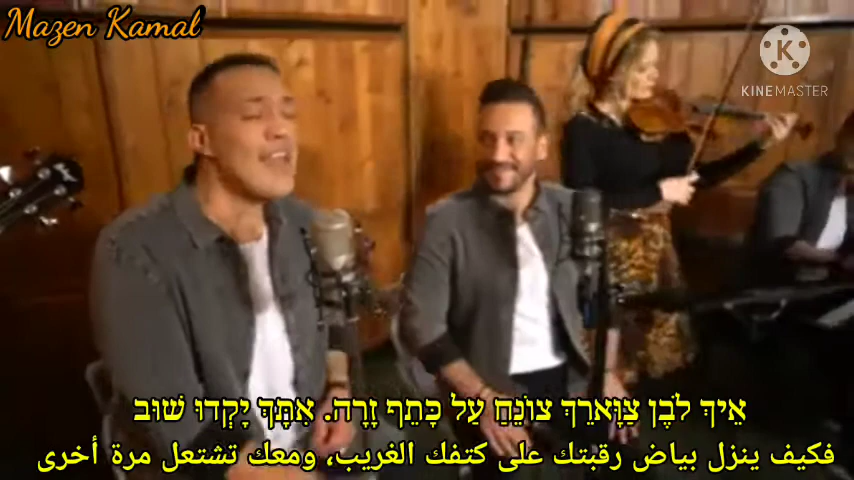 Mazen Kamal
KINEMASTER
אֵיךְ לֹבֶן צַוָּארֵךְ צוֹנֵחַ עַל כָּתֵף זָרָה. אִתָּךְ יָקְדוּ שׁוּב
فكيف ينزل بياض رقبتك على كتفك الغريب، ومعك تشتعل مرة أخرى